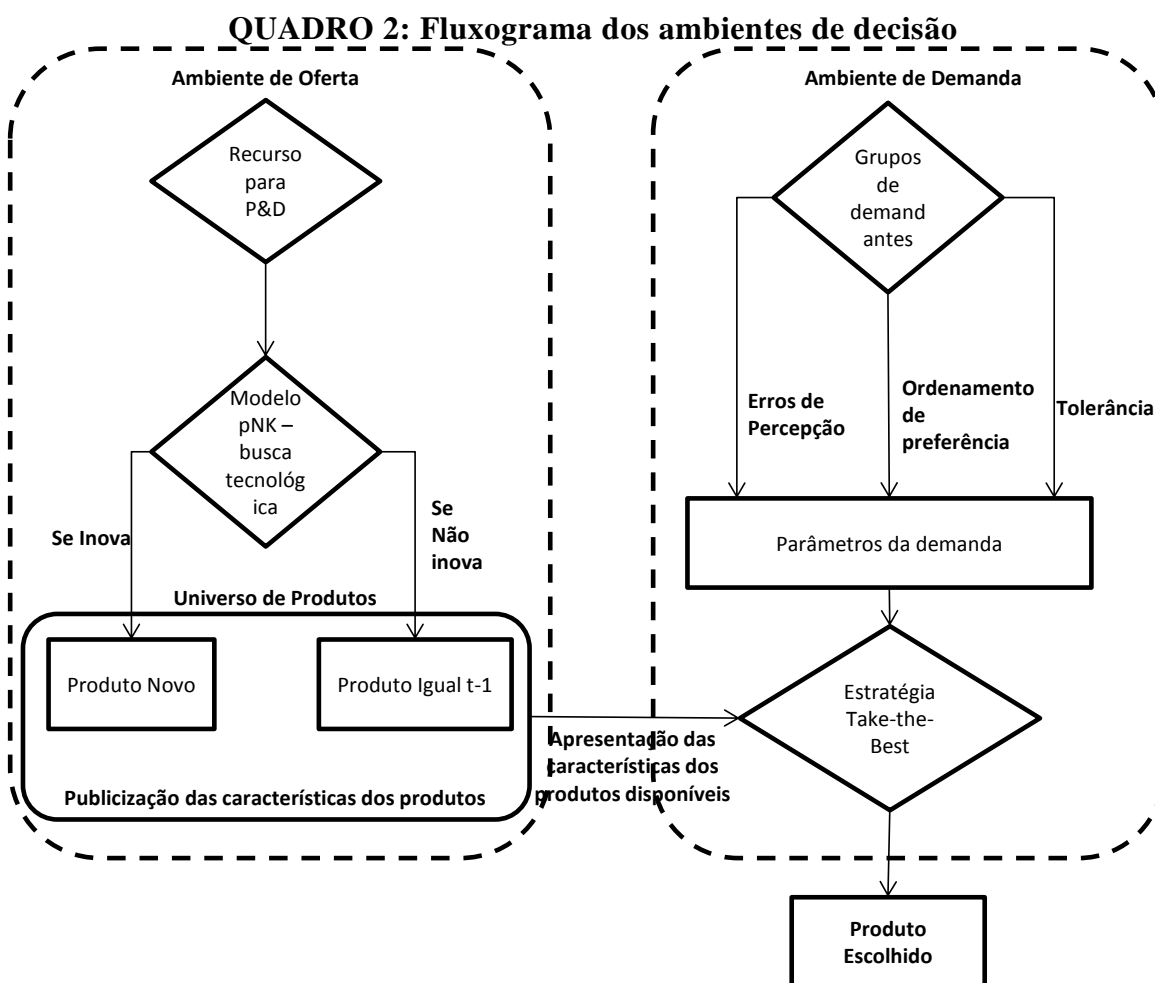 QUADRO 2: Fluxograma dos ambientes de decisão
Ambiente de Oferta
Recurso
para
P&D
Modelo
pNK –
busca
tecnológ
ica
Se Inova
Se
Não
inova
Universo de Produtos
Produto Novo
Produto Igual t-1
Publicização das características dos produtos
Apresentação das
características dos
produtos disponíveis
Ambiente de Demanda
Grupos
de
demand
antes
Erros de
Percepção
Ordenamento
de
preferência
Tolerância
Parâmetros da demanda
Estratégia
Take-the-
Best
Produto
Escolhido